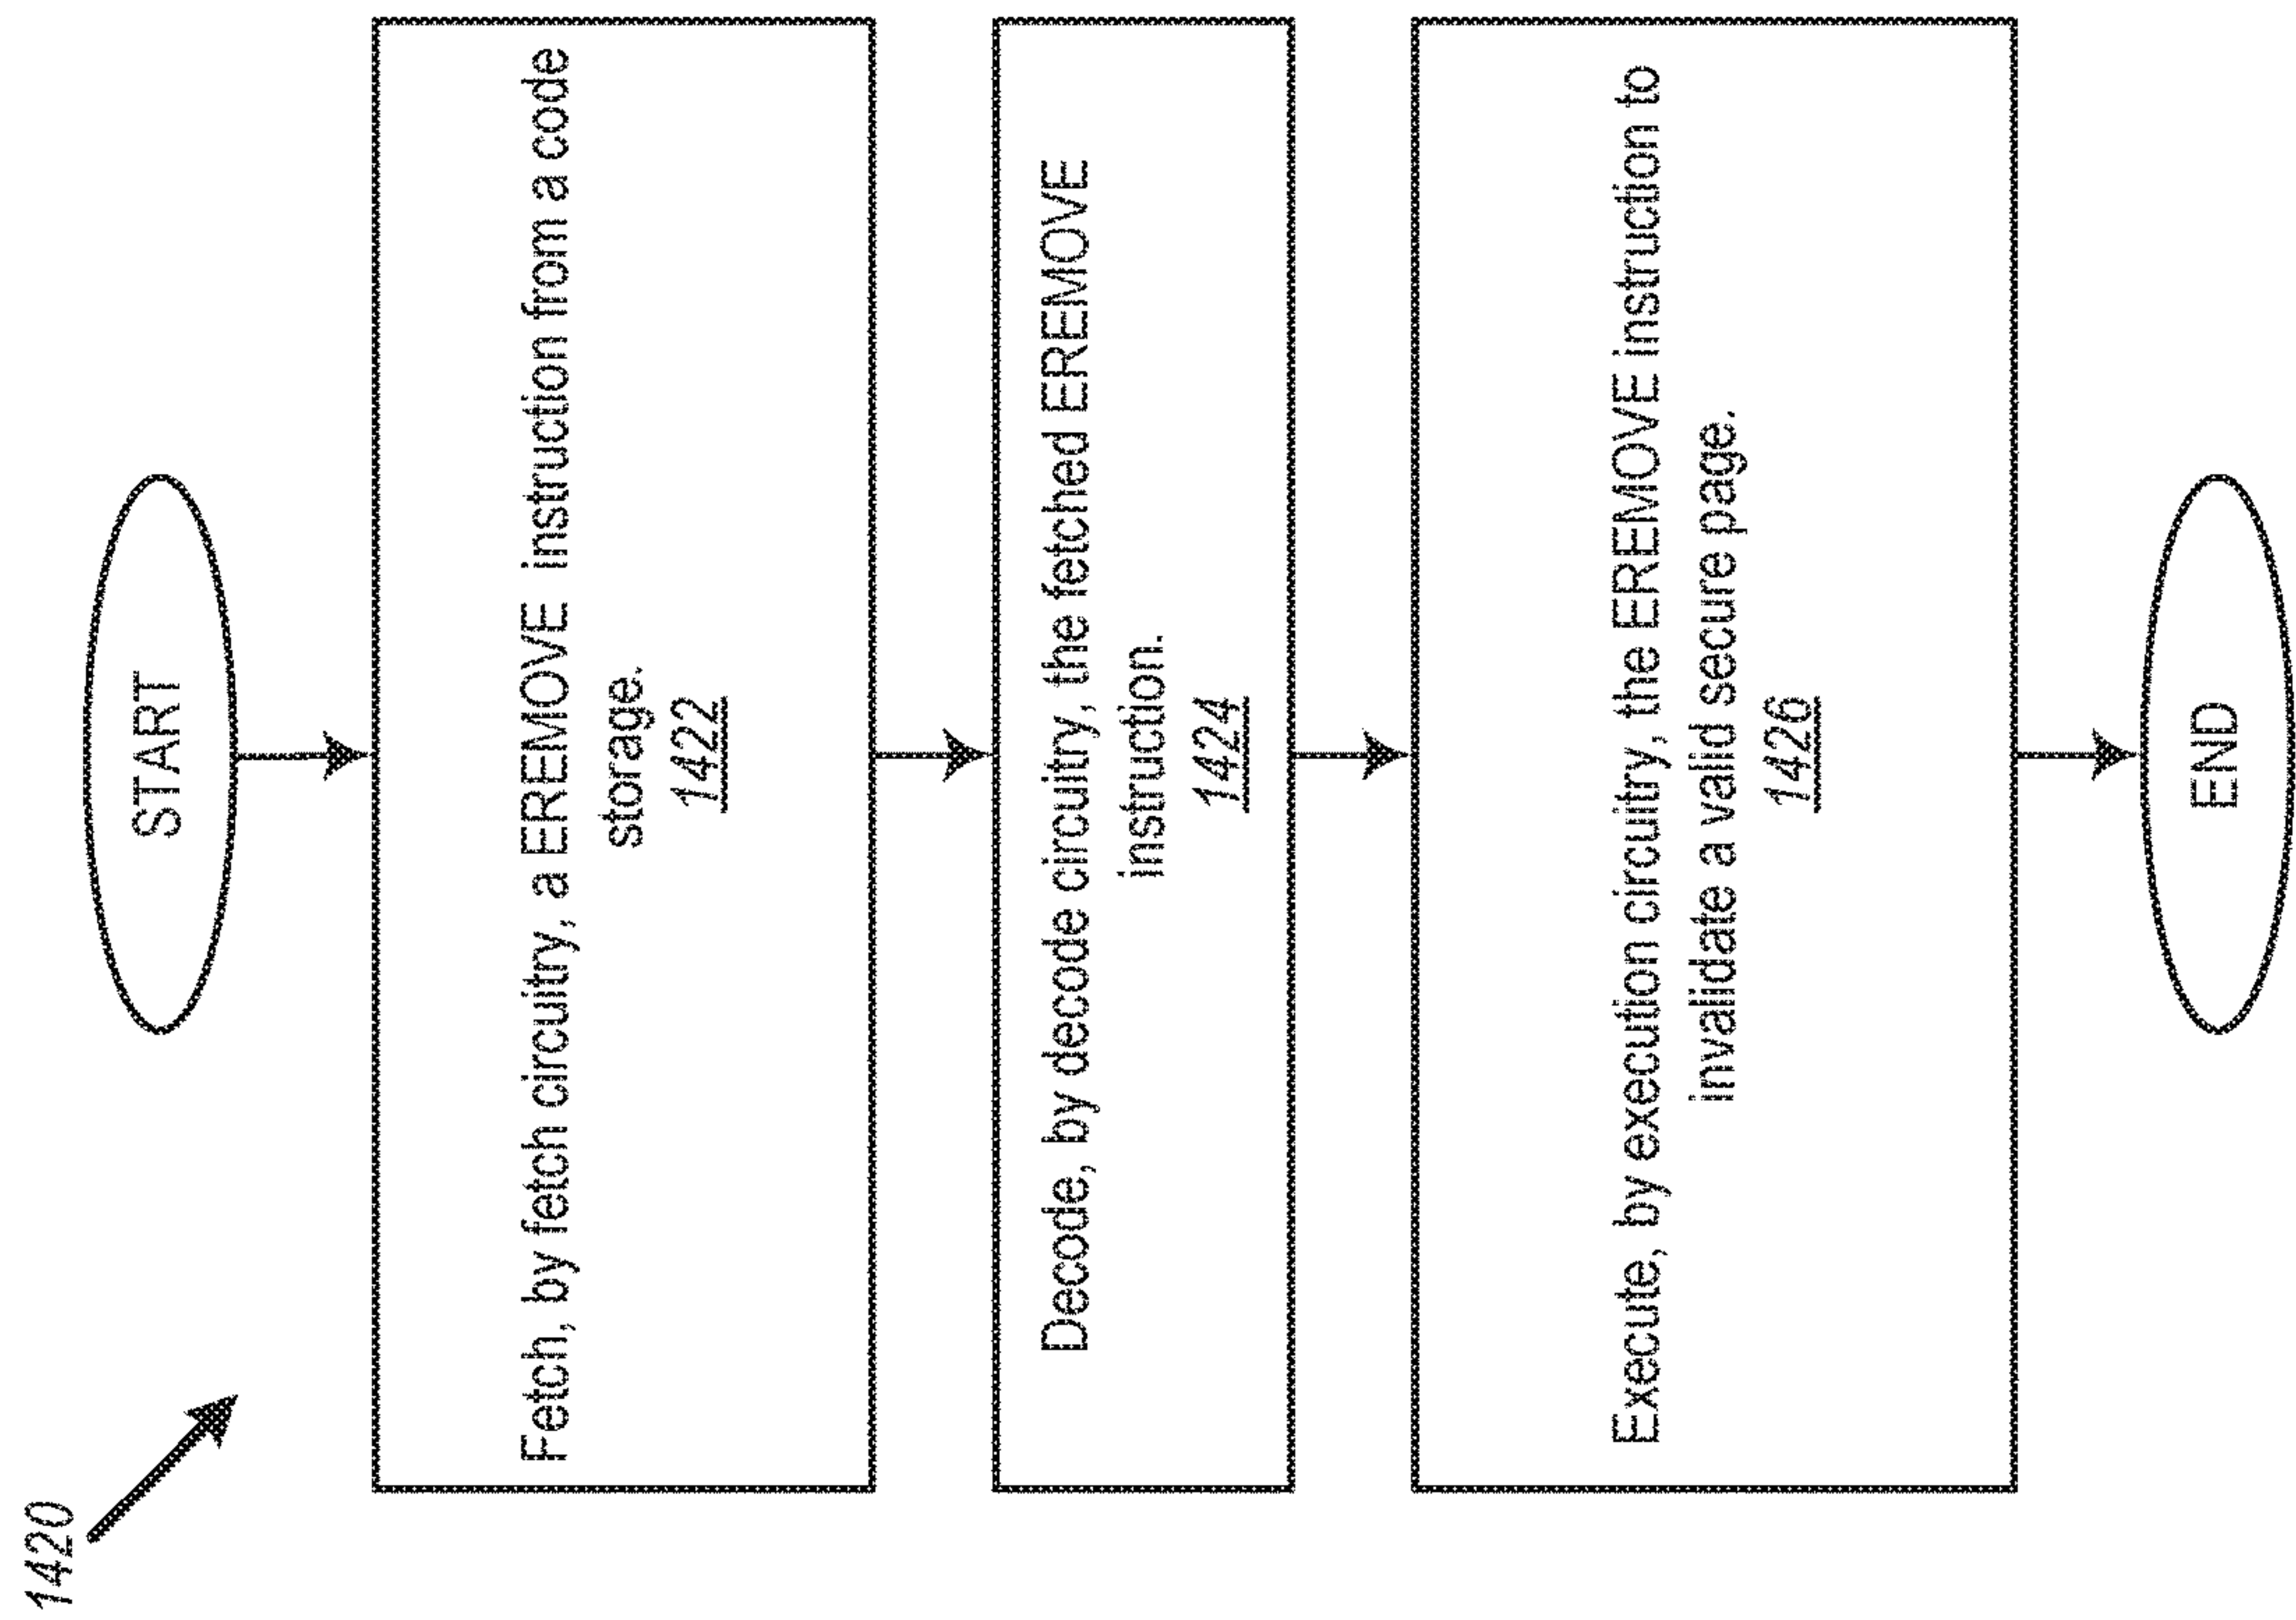 1420
START
Fetch, by fetch circuitry, a EREMOVE instruction from a code
storage.
1422
Decode, by decode circuitry, the fetched EREMOVE
instruction.
1424
Execute, by execution circuitry, the EREMOVE instruction to
invalidate a valid secure page.
1426
END